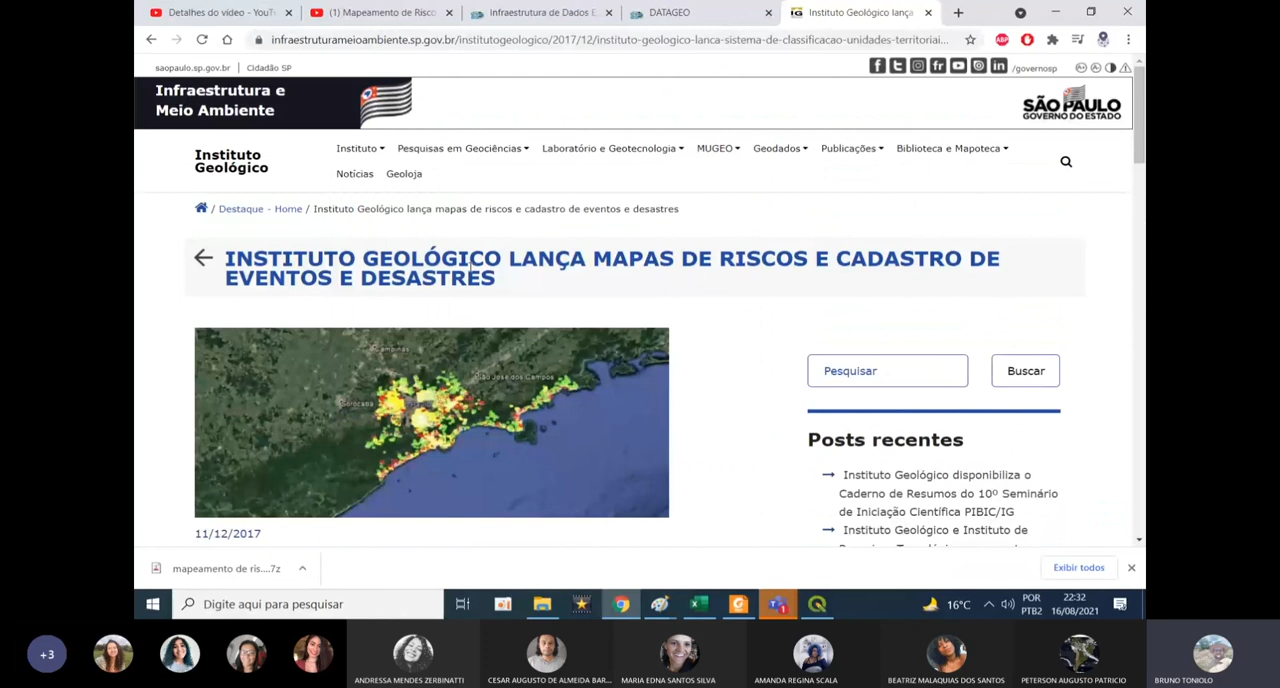 Detalhes do vídeo - YouTu
(1) Mapeamento de Risco
Infraestrutura de Dados E
DATAGEO
Instituto Geológico lança
infraestruturameioambiente.sp.gov.br/institutogeologico/2017/12/instituto-geologico-lanca-sistema-de-classificacao-unidades-territoriai...
ABP
saopaulo.sp.gov.br | Cidadão SP
/governosp
Infraestrutura e
Meio Ambiente
SÃO PAULO
GOVERNO DO ESTADO
Instituto
Geológico
Instituto
Pesquisas em Geociências
Laboratório e Geotecnologia
MUGEO
Geodados
Publicações
Biblioteca e Mapoteca
Notícias
Geoloja
/ Destaque - Home / Instituto Geológico lança mapas de riscos e cadastro de eventos e desastres
INSTITUTO GEOLÓGICO LANÇA MAPAS DE RISCOS E CADASTRO DE
EVENTOS E DESASTRES
Campinas
São José dos Campos
Sorocaba
11/12/2017
Pesquisar
Buscar
Posts recentes
Instituto Geológico disponibiliza o
Caderno de Resumos do 10º Seminário
de Iniciação Científica PIBIC/IG
Instituto Geológico e Instituto de
mapeamento de ris....7z
Exibir todos
Digite aqui para pesquisar
16°C
POR
PTB2
22:32
16/08/2021
+3
ANDRESSA MENDES ZERBINATTI
CESAR AUGUSTO DE ALMEIDA BAR...
MARIA EDNA SANTOS SILVA
AMANDA REGINA SCALA
BEATRIZ MALAQUIAS DOS SANTOS
PETERSON AUGUSTO PATRICIO
BRUNO TONIOLO